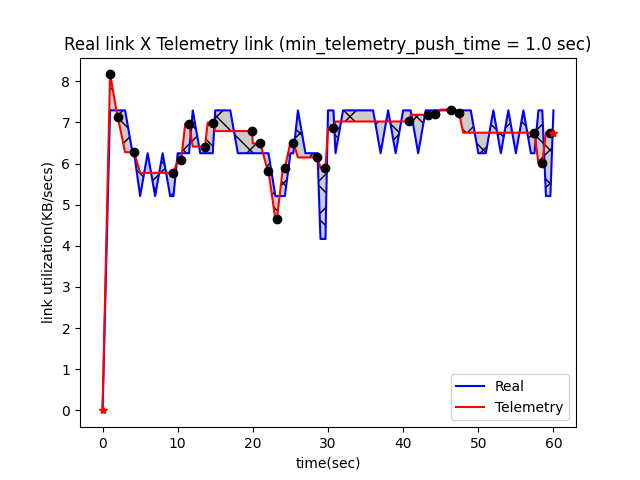 Real link X Telemetry link (min_telemetry_push_time = 1.0 sec)
link utilization(KB/secs)
8
7
6
5
4
3
2
1
0
0 10 20 30 40 50 60
time(sec)
Real
Telemetry